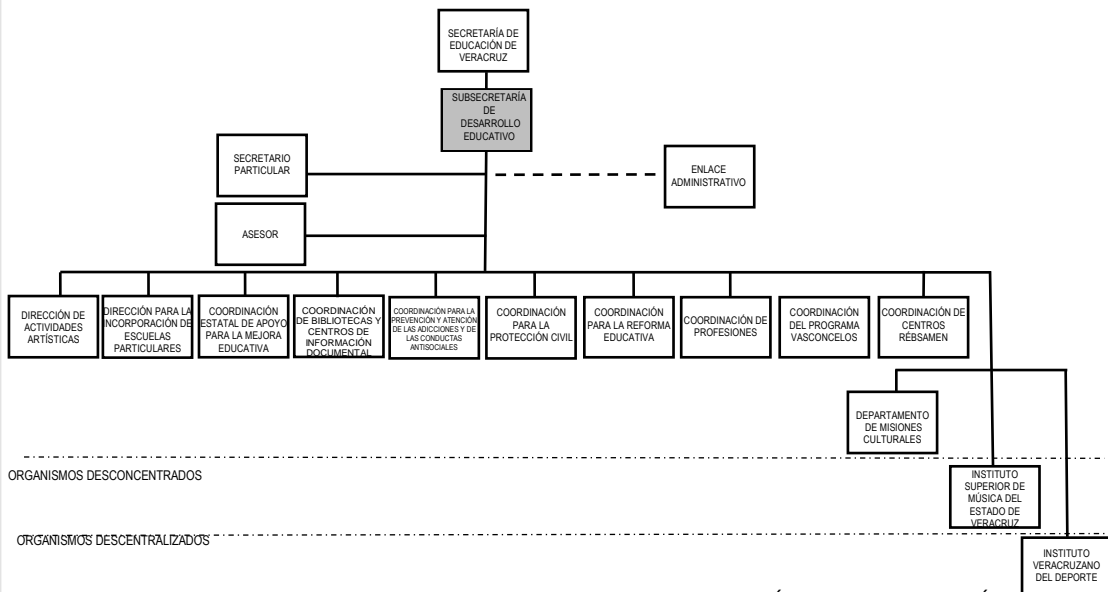 SECRETARÍA DE
EDUCACIÓN DE
VERACRUZ
SUBSECRETARÍA
DE
DESARROLLO
EDUCATIVO
SECRETARIO
PARTICULAR
ENLACE
ADMINISTRATIVO
ASESOR
DIRECCIÓN DE
ACTIVIDADES
ARTÍSTICAS
DIRECCIÓN PARA LA
INCORPORACIÓN DE
ESCUELAS
PARTICULARES
COORDINACIÓN
ESTATAL DE APOYO
PARA LA MEJORA
EDUCATIVA
COORDINACIÓN
DE BIBLIOTECAS Y
CENTROS DE
INFORMACIÓN
DOCUMENTAL
COORDINACIÓN PARA LA
PREVENCIÓN Y ATENCIÓN
DE LAS ADICCIONES Y DE
LAS CONDUCTAS
ANTISOCIALES
COORDINACIÓN
PARA LA
PROTECCIÓN CIVIL
COORDINACIÓN
PARA LA REFORMA
EDUCATIVA
COORDINACIÓN DE
PROFESIONES
COORDINACIÓN
DEL PROGRAMA
VASCONCELOS
COORDINACIÓN DE
CENTROS
RÉBSAMEN
DEPARTAMENTO
DE MISIONES
CULTURALES
ORGANISMOS DESCONCENTRADOS
INSTITUTO
SUPERIOR DE
MÚSICA DEL
ESTADO DE
VERACRUZ
ORGANISMOS DESCENTRALIZADOS
INSTITUTO
VERACRUZANO
DEL DEPORTE